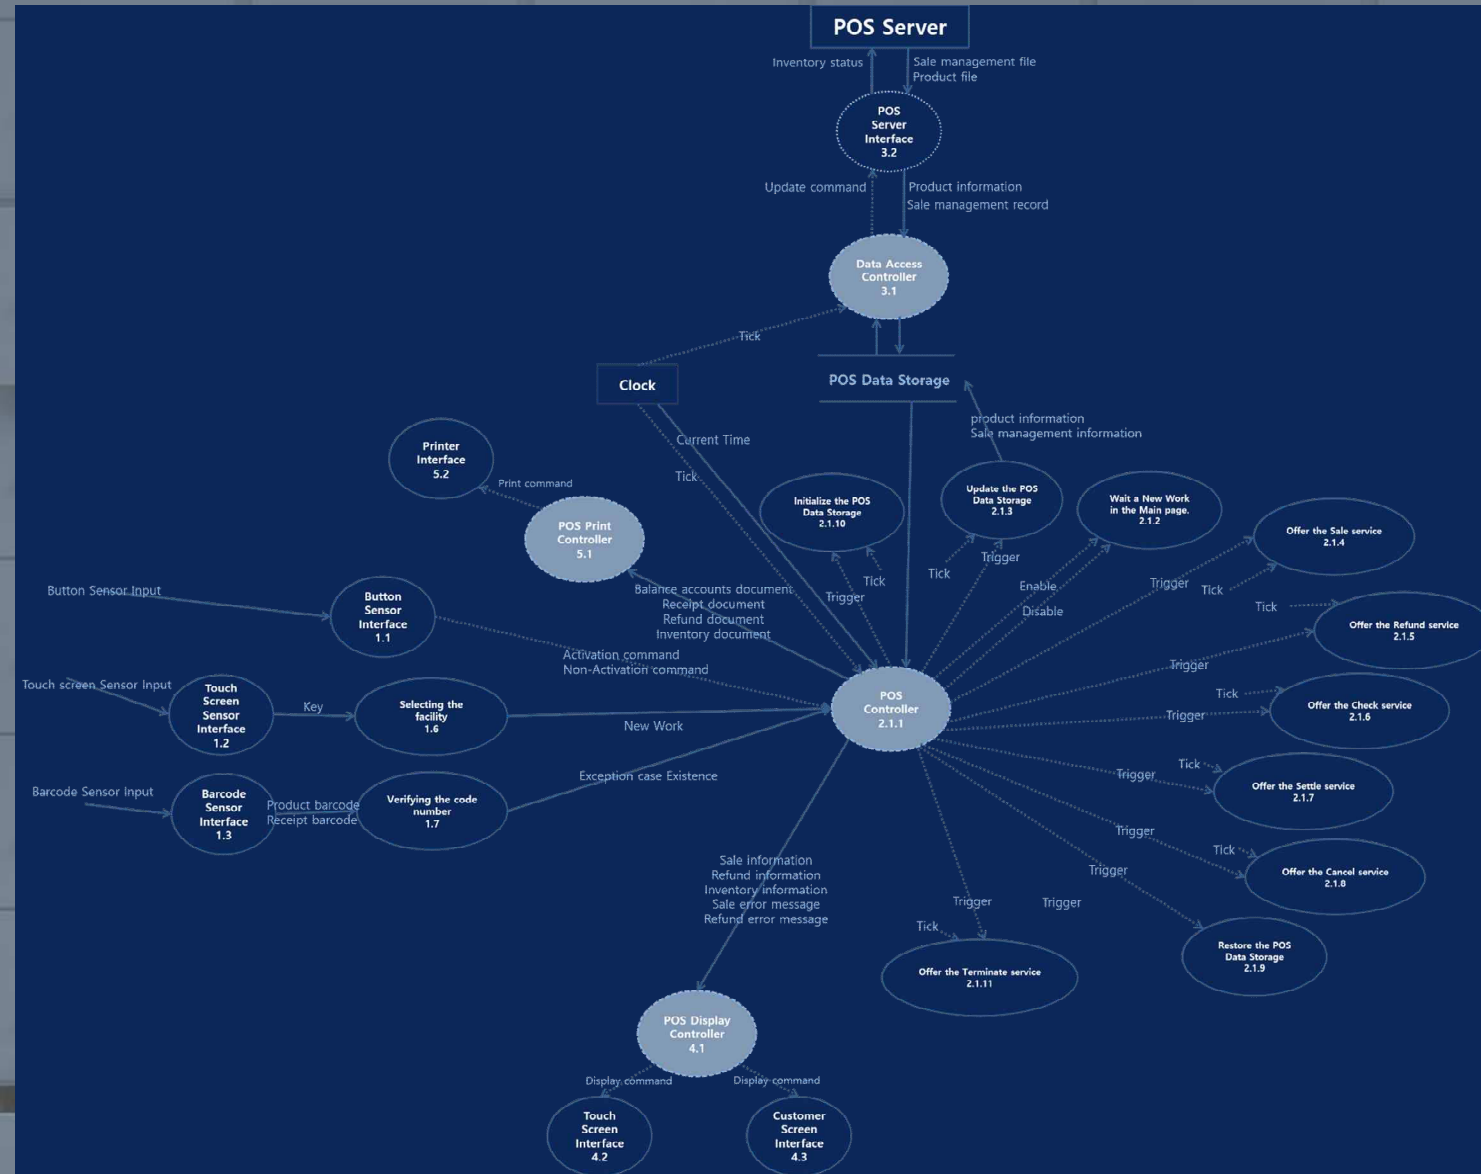 POS Server
Inventory status
Sale management file
Product file
POS
Server
Interface
3.2
Update command
Product information
Sale management record
Data Access
Controller
3.1
Tick
Clock
POS Data Storage
product information
Sale management information
Current Time
Tick
Printer
Interface
5.2
Print command
POS Print
Controller
5.1
Initialize the POS
Data Storage
2.1.10
Update the POS
Data Storage
2.1.3
Wait a New Work
in the Main page.
2.1.2
Offer the Sale service
2.1.4
Trigger
Tick
Tick
Trigger
Enable
Disable
Trigger
Tick
Tick
Offer the Refund service
2.1.5
Button Sensor Input
Button
Sensor
Interface
1.1
Balance accounts document
Receipt document
Refund document
Inventory document
Activation command
Non-Activation command
Trigger
Touch screen Sensor Input
Touch
Screen
Sensor
Interface
1.2
Key
Selecting the
facility
1.6
New Work
POS
Controller
2.1.1
Tick
Trigger
Offer the Check service
2.1.6
Exception case Existence
Barcode Sensor Input
Barcode
Sensor
Interface
1.3
Product barcode
Receipt barcode
Verifying the code
number
1.7
Tick
Trigger
Offer the Settle service
2.1.7
Trigger
Tick
Offer the Cancel service
2.1.8
Trigger
Sale information
Refund information
Inventory information
Sale error message
Refund error message
Trigger
Trigger
Tick
Offer the Terminate service
2.1.11
Restore the POS
Data Storage
2.1.9
POS Display
Controller
4.1
Display command
Display command
Touch
Screen
Interface
4.2
Customer
Screen
Interface
4.3